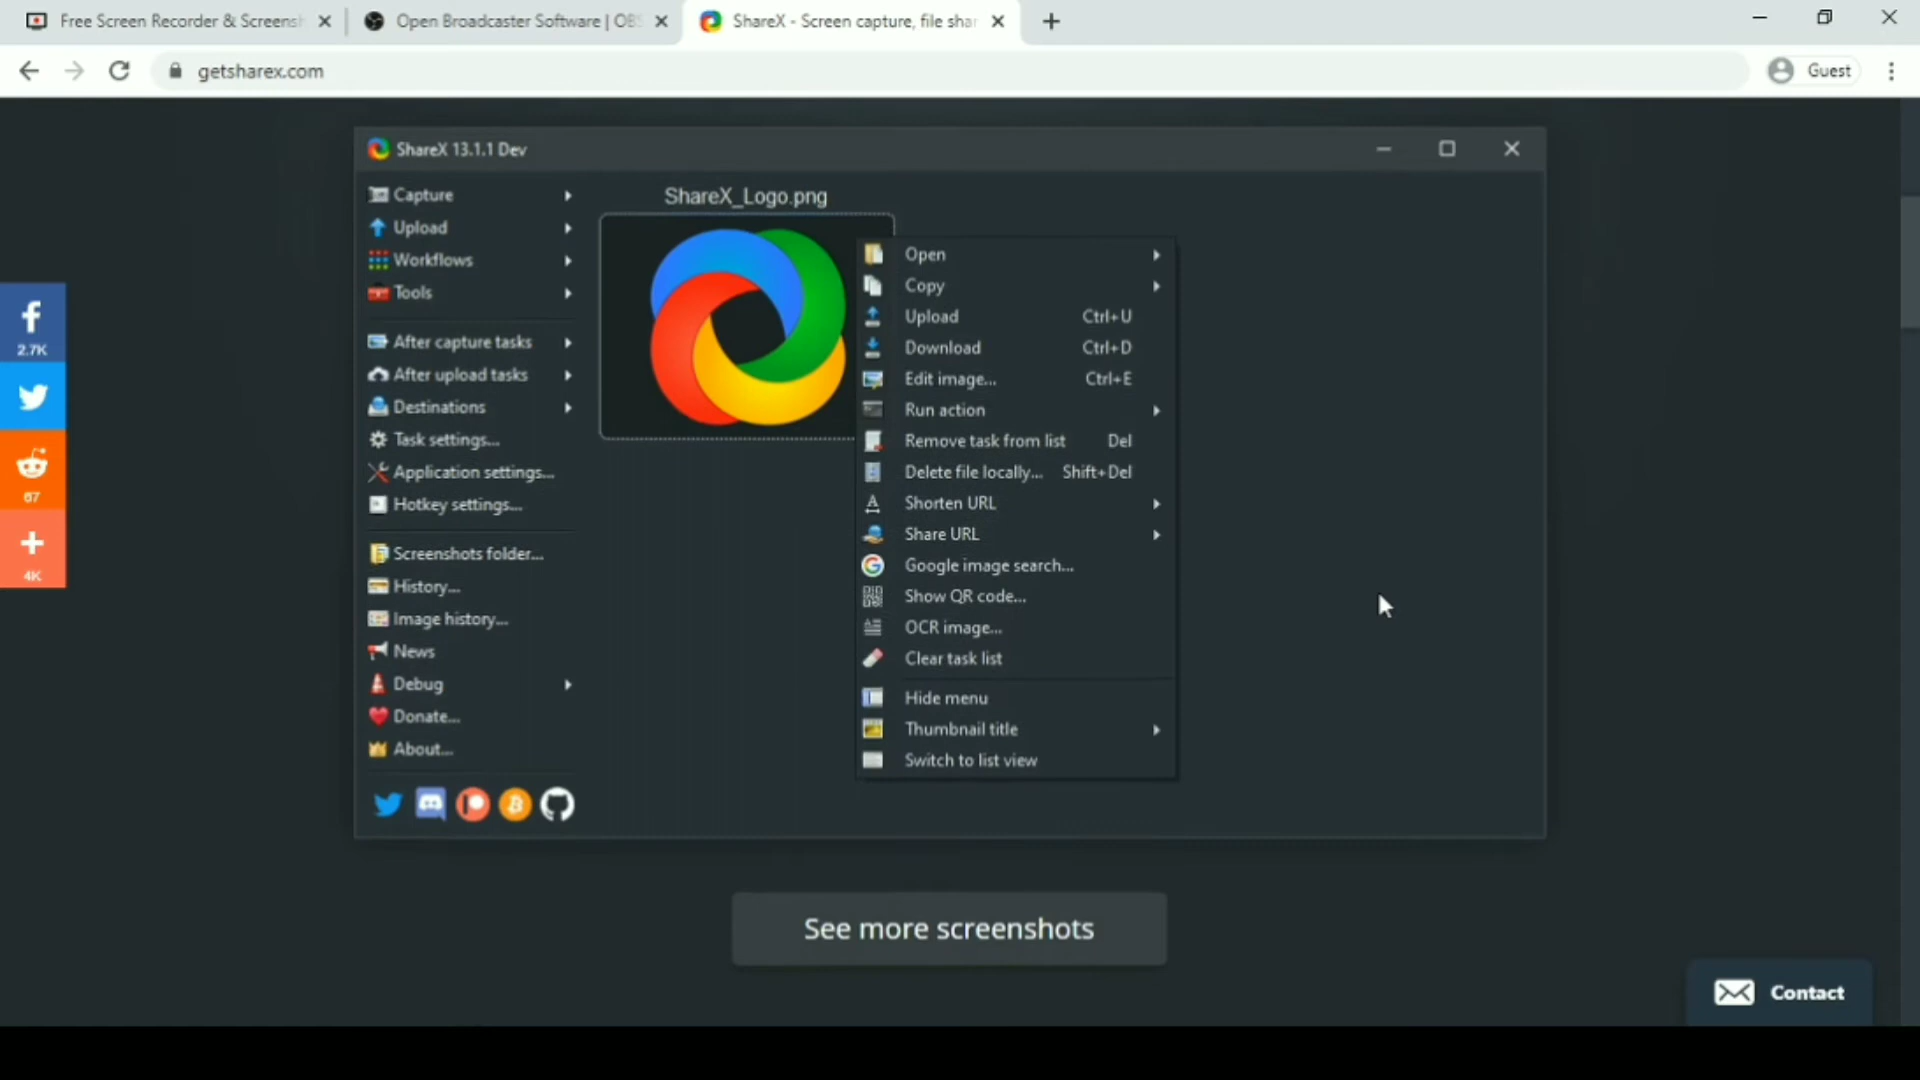 Free Screen Recorder & Screensh
Open Broadcaster Software | OBS
ShareX - Screen capture, file shar
getsharex.com
Guest
ShareX 13.1.1 Dev
Capture
Upload
Workflows
Tools
After capture tasks
After upload tasks
Destinations
Task settings...
Application settings...
Hotkey settings...
Screenshots folder...
History...
Image history...
News
Debug
Donate...
About...
ShareX_Logo.png
Open
Copy
Upload Ctrl+U
Download Ctrl+D
Edit image... Ctrl+E
Run action
Remove task from list Del
Delete file locally... Shift+Del
Shorten URL
Share URL
Google image search...
Show QR code...
OCR image...
Clear task list
Hide menu
Thumbnail title
Switch to list view
2.7K
67
4K
See more screenshots
Contact